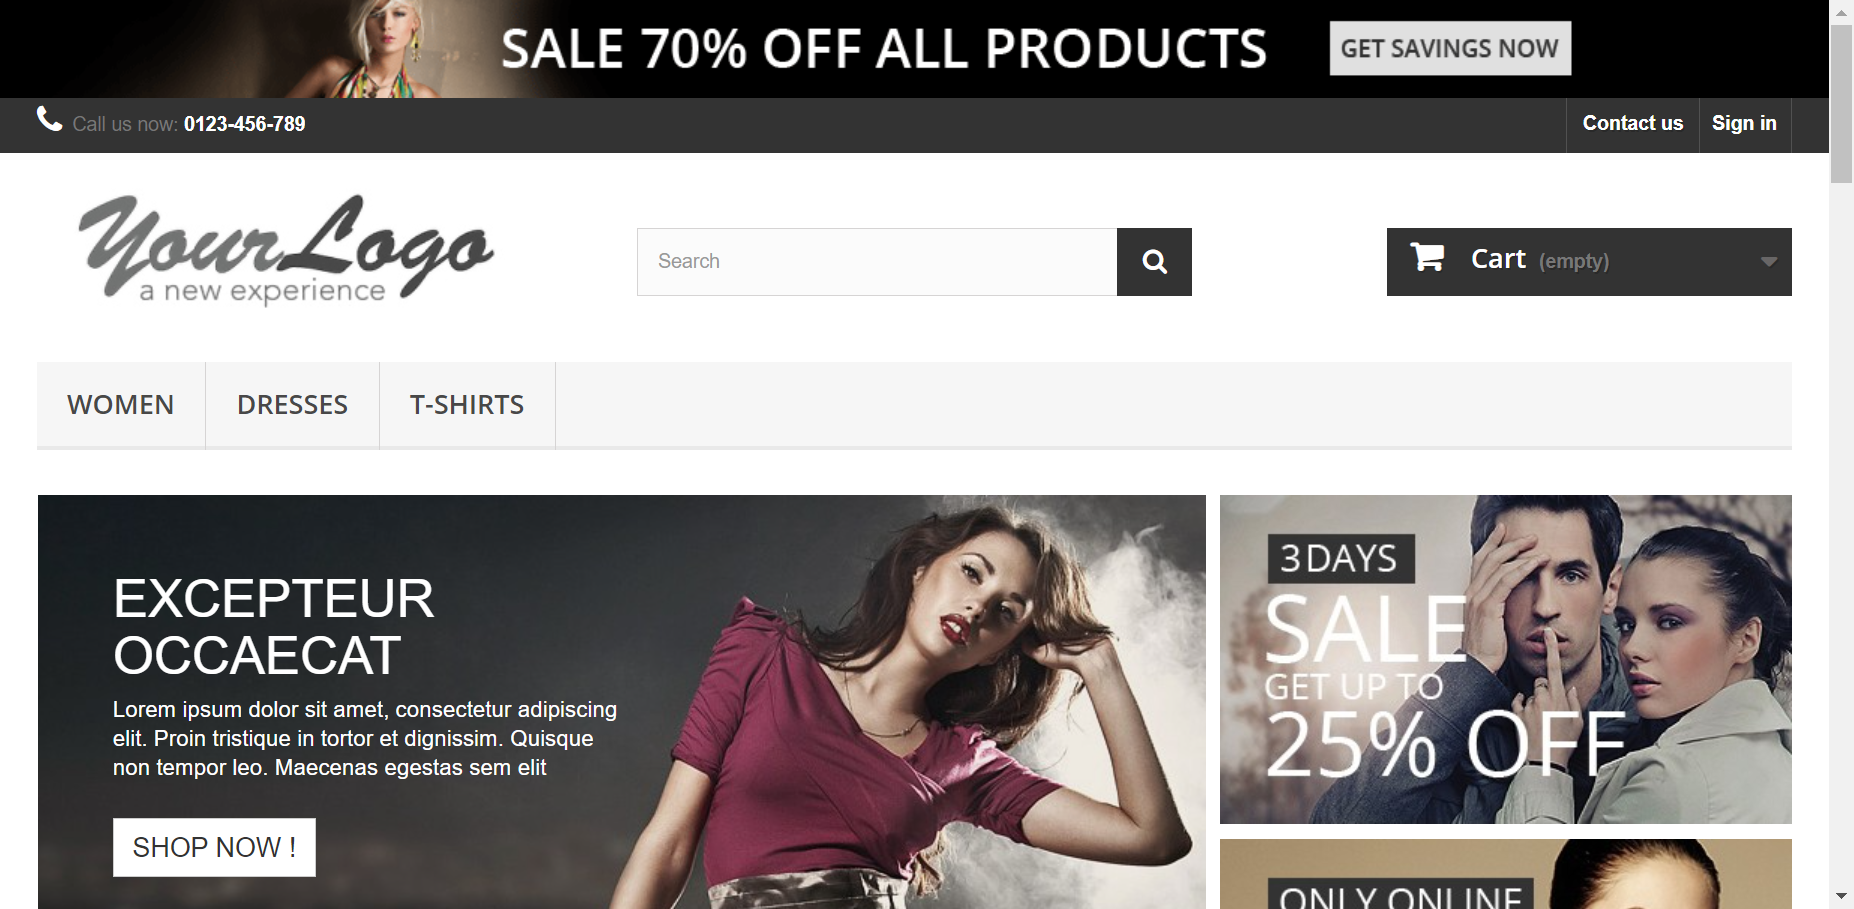 SALE 70% OFF ALL PRODUCTS
GET SAVINGS NOW
Call us now: 0123-456-789
Contact us
Sign in
YourLogo
a new experience
Search
Cart (empty)
WOMEN
DRESSES
T-SHIRTS
EXCEPTEUR
OCCAECAT
Lorem ipsum dolor sit amet, consectetur adipiscing
elit. Proin tristique in tortor et dignissim. Quisque
non tempor leo. Maecenas egestas sem elit
SHOP NOW !
3 DAYS
SALE
GET UP TO
25% OFF
ONLY ONLINE